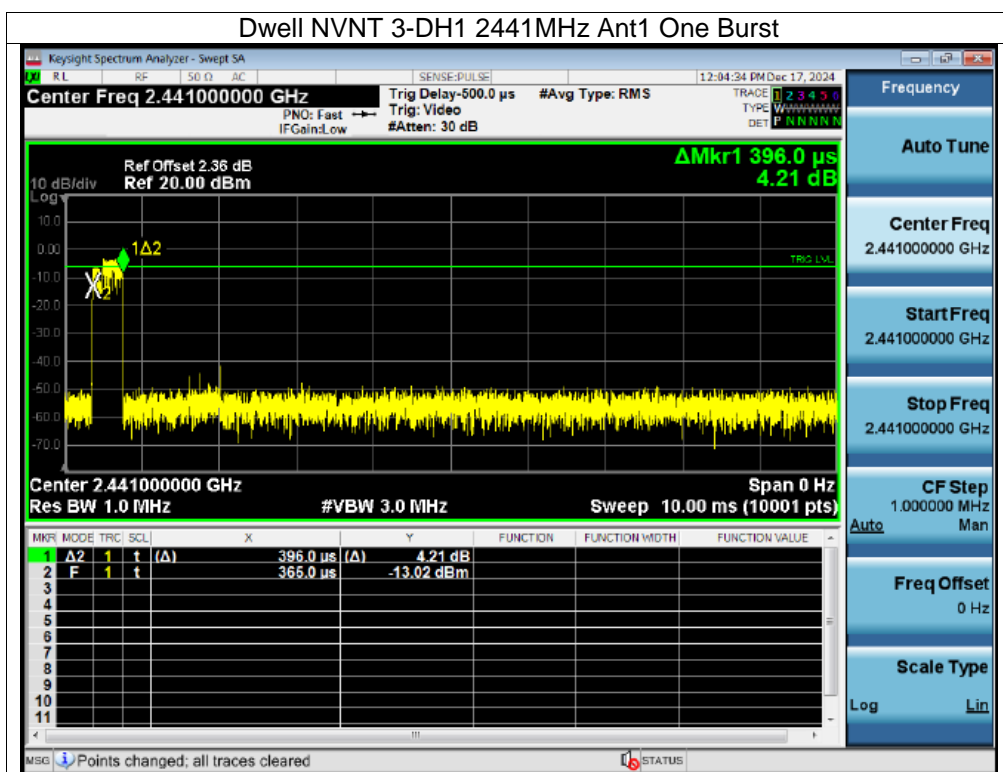 Dwell NVNT 3-DH1 2441MHz Ant1 One Burst
Keysight Spectrum Analyzer - Swept SA
LXI RL RF 50 Ω AC SENSE:PULSE 12:04:34 PM Dec 17, 2024
Center Freq 2.441000000 GHz Trig Delay-500.0 µs #Avg Type: RMS TRACE 1 2 3 4 5 6
PNO: Fast Trig: Video TYPE WWWWWW
IFGain:Low #Atten: 30 dB DET P N N N N N
Frequency
Auto Tune
Center Freq
2.441000000 GHz
Start Freq
2.441000000 GHz
Stop Freq
2.441000000 GHz
CF Step
1.000000 MHz
Auto Man
Freq Offset
0 Hz
Scale Type
Log Lin
ΔMkr1 396.0 µs
4.21 dB
Ref Offset 2.36 dB
10 dB/div Ref 20.00 dBm
Log
10.0
0.00
-10.0
-20.0
-30.0
-40.0
-50.0
-60.0
-70.0
1Δ2
X2
TRIG LVL
Center 2.441000000 GHz Span 0 Hz
Res BW 1.0 MHz #VBW 3.0 MHz Sweep 10.00 ms (10001 pts)
MKR MODE TRC SCL X Y FUNCTION FUNCTION WIDTH FUNCTION VALUE
1 Δ2 1 t (Δ) 396.0 µs (Δ) 4.21 dB
2 F 1 t 365.0 µs -13.02 dBm
3
4
5
6
7
8
9
10
11
MSG Points changed; all traces cleared STATUS